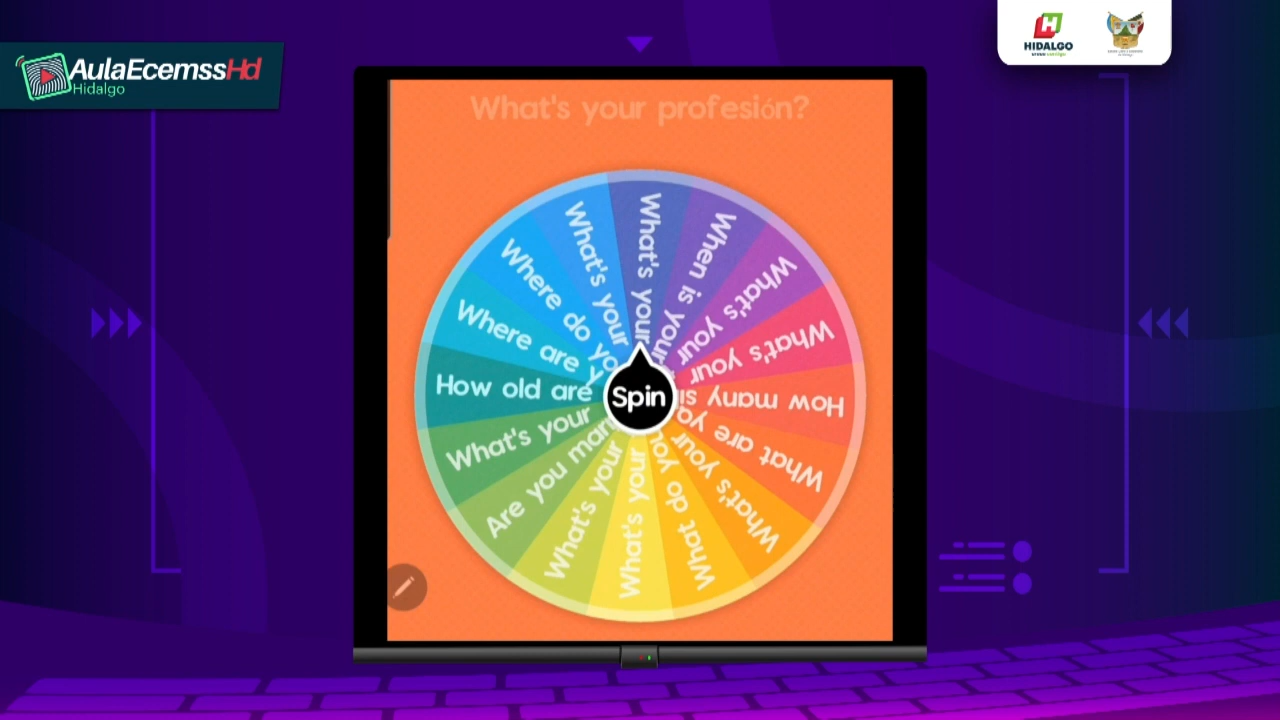 AulaEcemssHd
Hidalgo
HIDALGO
What's your profesión?
What's your
When is your
What's your
What's your
How many si
What are yo
What's your
What do you
What's your
What's your
Are you mar
What's your
How old are
Where are y
Where do yo
What's your
Spin